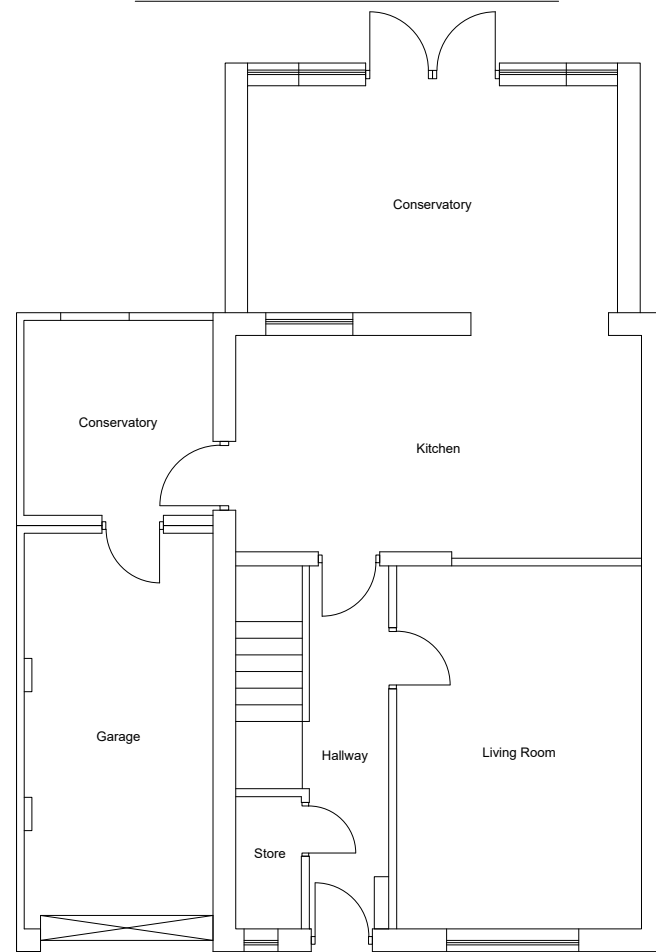 Conservatory
Conservatory
Kitchen
Garage
Hallway
Living Room
Store